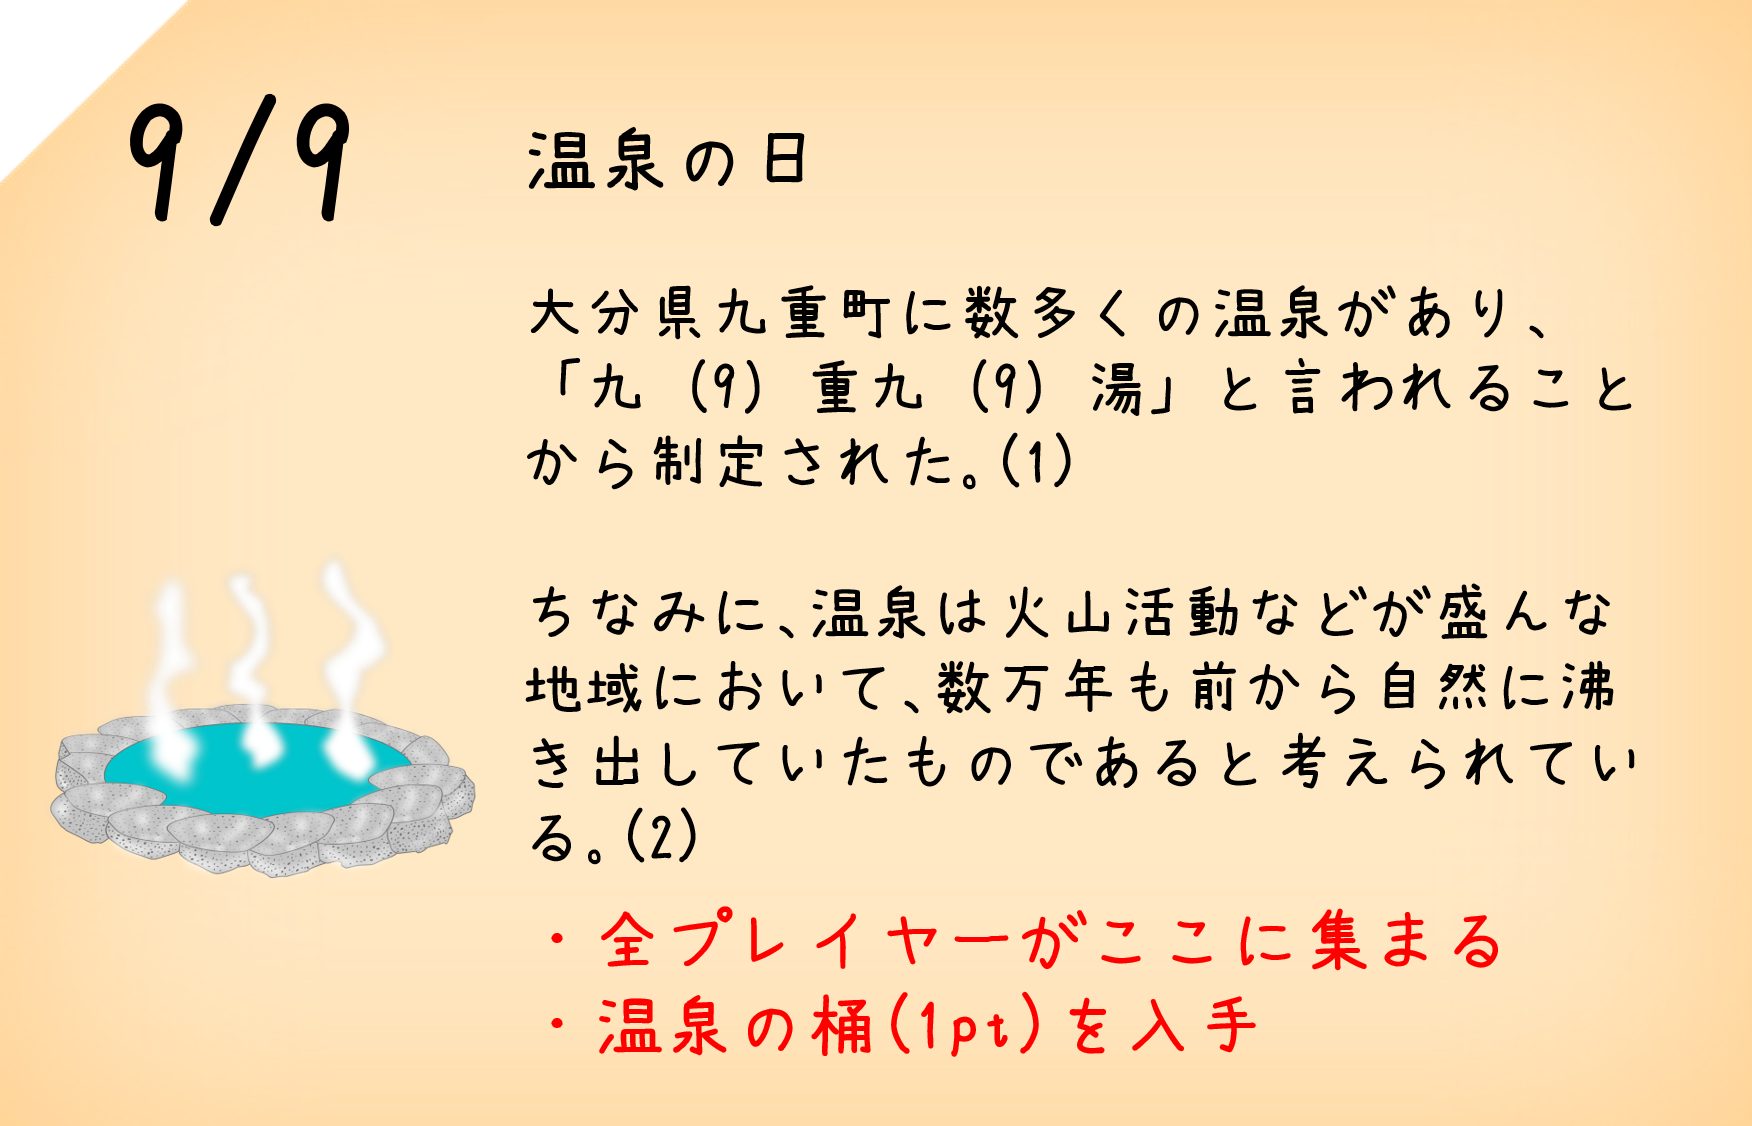 9/9
温泉の日
大分県九重町に数多くの温泉があり、
「九（9）重九（9）湯」と言われること
から制定された。(1)
ちなみに、温泉は火山活動などが盛んな
地域において、数万年も前から自然に沸
き出していたものであると考えられてい
る。(2)
・全プレイヤーがここに集まる
・温泉の桶(1pt)を入手